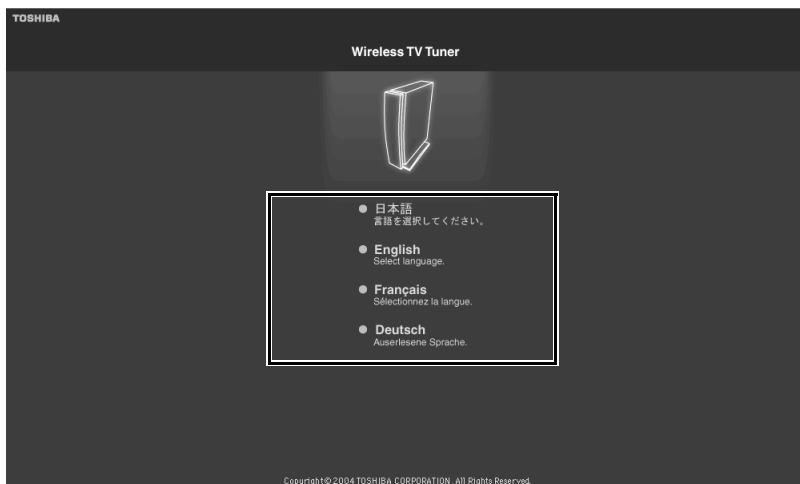 TOSHIBA
Wireless TV Tuner
日本語
言語を選択してください。
English
Select language.
Français
Sélectionnez la langue.
Deutsch
Auserlesene Sprache.
Copyright© 2004 TOSHIBA CORPORATION . All Rights Reserved.